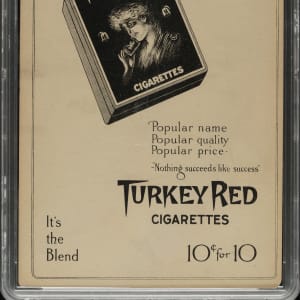 CIGARETTES
Popular name
Popular quality
Popular price-
"Nothing succeeds like success"
TURKEY RED
CIGARETTES
It's
the
Blend
10¢ for 10